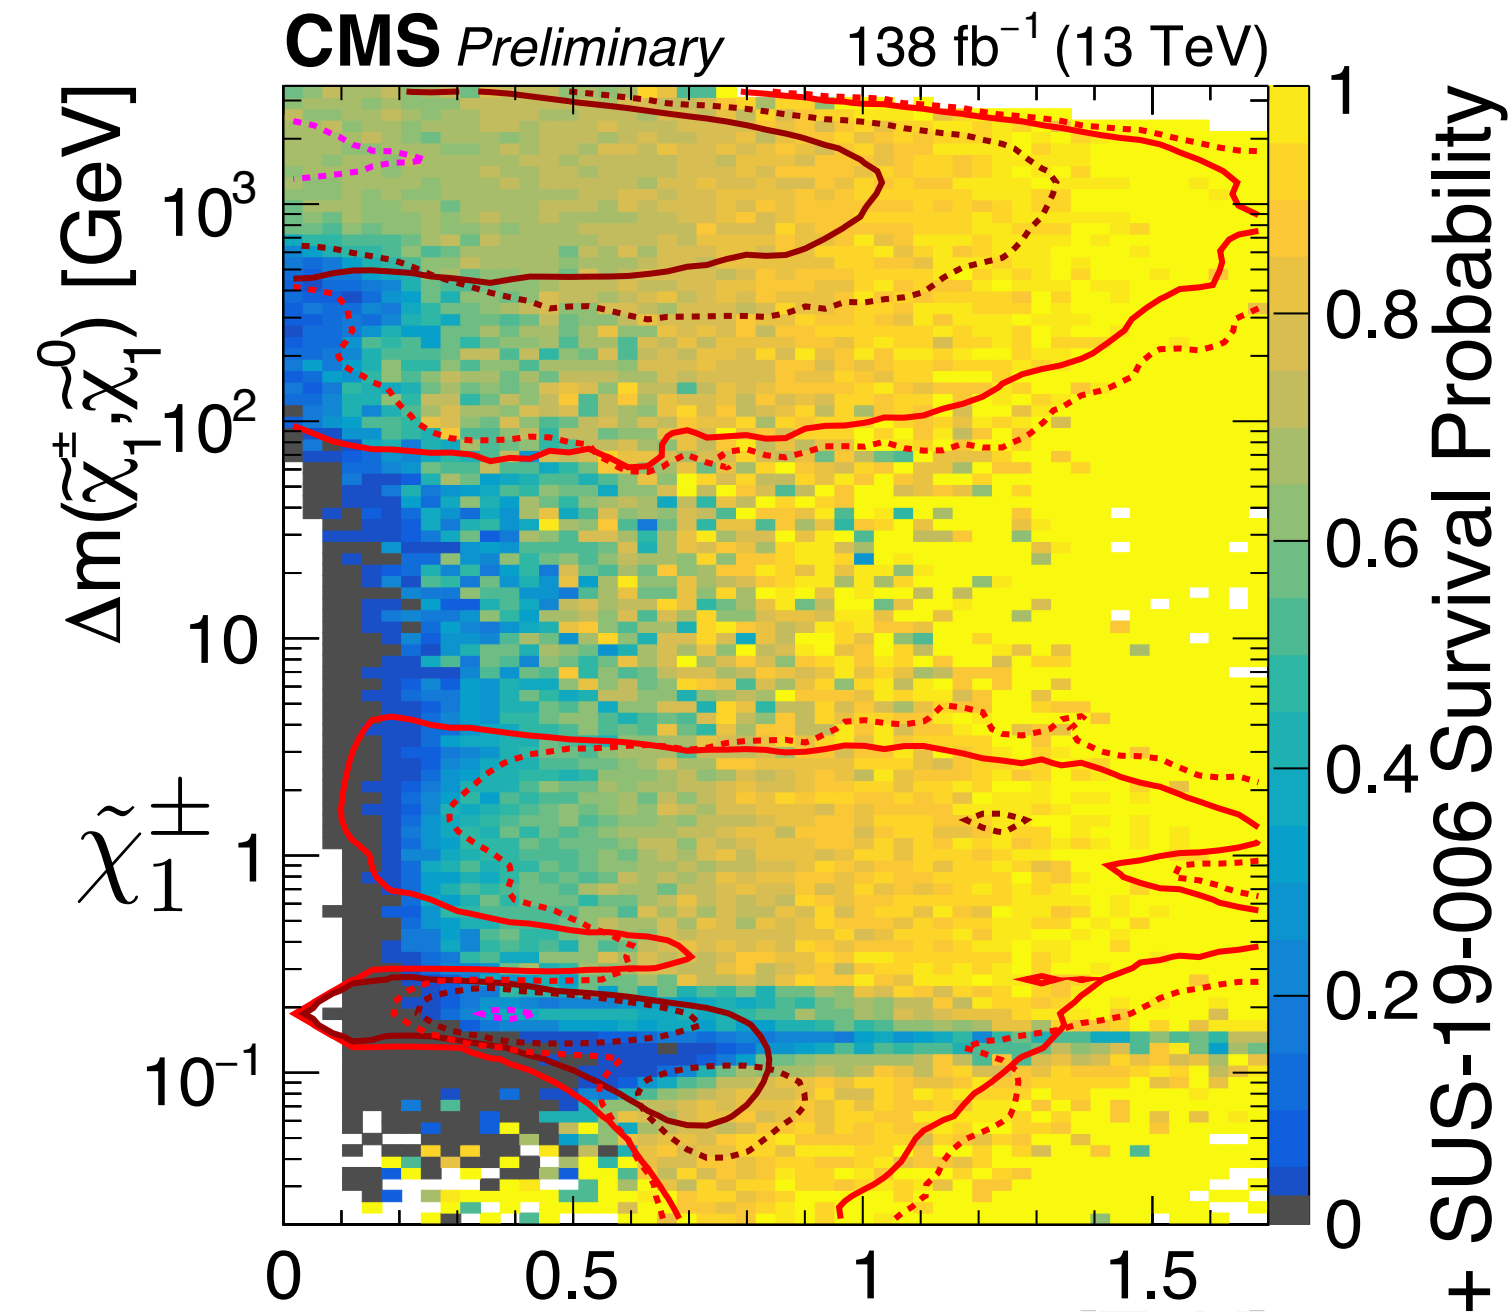 CMS Preliminary 138 fb⁻¹ (13 TeV)
Δm(χ̃₁±,χ̃₁⁰) [GeV]
10³
10²
10
1
10⁻¹
χ̃₁±
0 0.5 1 1.5
1
0.8
0.6
0.4
0.2
0
+ SUS-19-006 Survival Probability